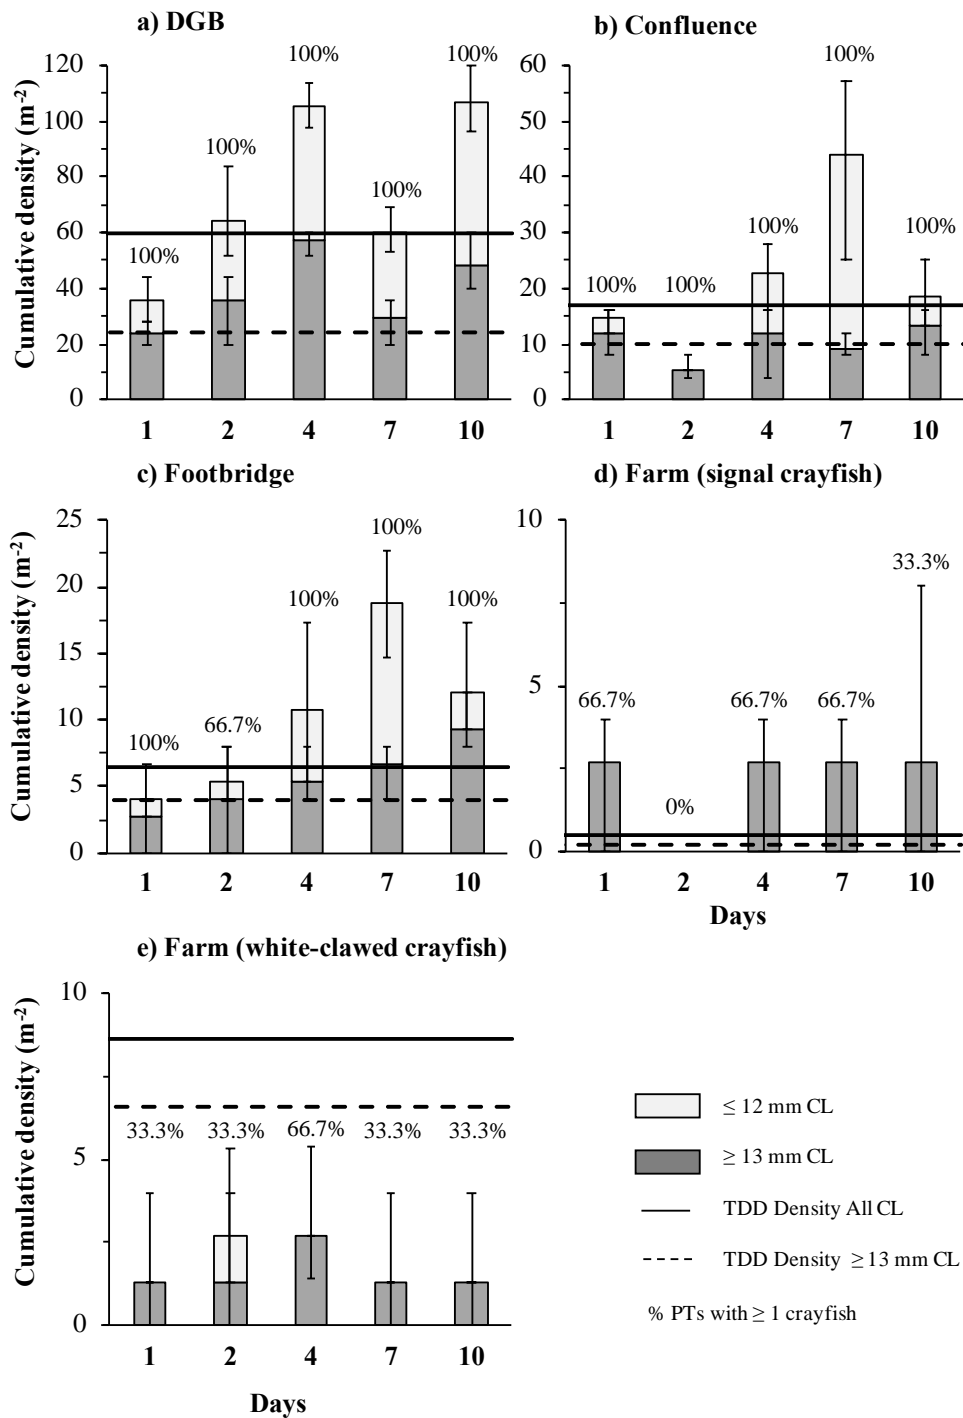 a) DGB
Cumulative density (m-2)
120
100
80
60
40
20
0
100%
100%
100%
100%
100%
1 2 4 7 10
b) Confluence
60
50
40
30
20
10
0
100%
100%
100%
100%
100%
1 2 4 7 10
c) Footbridge
Cumulative density (m-2)
25
20
15
10
5
0
100%
66.7%
100%
100%
100%
1 2 4 7 10
d) Farm (signal crayfish)
10
5
0
66.7%
0%
66.7%
66.7%
33.3%
1 2 4 7 10
Days
e) Farm (white-clawed crayfish)
Cumulative density (m-2)
10
5
0
33.3% 33.3% 66.7% 33.3% 33.3%
1 2 4 7 10
Days
≤ 12 mm CL
≥ 13 mm CL
TDD Density All CL
TDD Density ≥ 13 mm CL
% PTs with ≥ 1 crayfish